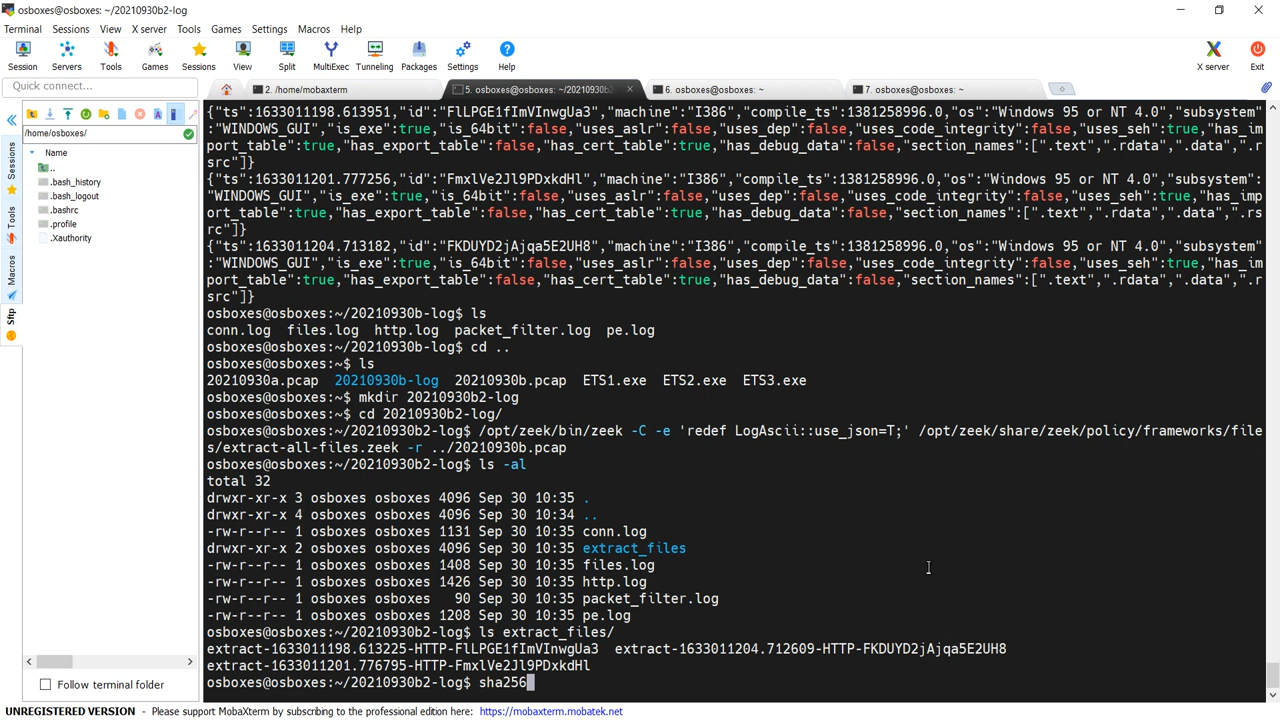 osboxes@osboxes: ~/20210930b2-log
Terminal Sessions View X server Tools Games Settings Macros Help
Session Servers Tools Games Sessions View Split MultiExec Tunneling Packages Settings Help X server Exit
Quick connect...
2. /home/mobaxterm
5. osboxes@osboxes: ~/20210930b2
6. osboxes@osboxes: ~
7. osboxes@osboxes: ~
/home/osboxes/
Name
..
.bash_history
.bash_logout
.bashrc
.profile
.Xauthority
Sessions
Tools
Macros
Sftp
{"ts":1633011198.613951,"id":"FlLPGE1fImVInwgUa3","machine":"I386","compile_ts":1381258996.0,"os":"Windows 95 or NT 4.0","subsystem"
:"WINDOWS_GUI","is_exe":true,"is_64bit":false,"uses_aslr":false,"uses_dep":false,"uses_code_integrity":false,"uses_seh":true,"has_im
port_table":true,"has_export_table":false,"has_cert_table":true,"has_debug_data":false,"section_names":[".text",".rdata",".data",".r
src"]}
{"ts":1633011201.777256,"id":"FmxlVe2Jl9PDxkdHl","machine":"I386","compile_ts":1381258996.0,"os":"Windows 95 or NT 4.0","subsystem":
"WINDOWS_GUI","is_exe":true,"is_64bit":false,"uses_aslr":false,"uses_dep":false,"uses_code_integrity":false,"uses_seh":true,"has_imp
ort_table":true,"has_export_table":false,"has_cert_table":true,"has_debug_data":false,"section_names":[".text",".rdata",".data",".rs
rc"]}
{"ts":1633011204.713182,"id":"FKDUYD2jAjqa5E2UH8","machine":"I386","compile_ts":1381258996.0,"os":"Windows 95 or NT 4.0","subsystem"
:"WINDOWS_GUI","is_exe":true,"is_64bit":false,"uses_aslr":false,"uses_dep":false,"uses_code_integrity":false,"uses_seh":true,"has_im
port_table":true,"has_export_table":false,"has_cert_table":true,"has_debug_data":false,"section_names":[".text",".rdata",".data",".r
src"]}
osboxes@osboxes:~/20210930b-log$ ls
conn.log  files.log  http.log  packet_filter.log  pe.log
osboxes@osboxes:~/20210930b-log$ cd ..
osboxes@osboxes:~$ ls
20210930a.pcap  20210930b-log  20210930b.pcap  ETS1.exe  ETS2.exe  ETS3.exe
osboxes@osboxes:~$ mkdir 20210930b2-log
osboxes@osboxes:~$ cd 20210930b2-log/
osboxes@osboxes:~/20210930b2-log$ /opt/zeek/bin/zeek -C -e 'redef LogAscii::use_json=T;' /opt/zeek/share/zeek/policy/frameworks/file
s/extract-all-files.zeek -r ../20210930b.pcap
osboxes@osboxes:~/20210930b2-log$ ls -al
total 32
drwxr-xr-x 3 osboxes osboxes 4096 Sep 30 10:35 .
drwxr-xr-x 4 osboxes osboxes 4096 Sep 30 10:34 ..
-rw-r--r-- 1 osboxes osboxes 1131 Sep 30 10:35 conn.log
drwxr-xr-x 2 osboxes osboxes 4096 Sep 30 10:35 extract_files
-rw-r--r-- 1 osboxes osboxes 1408 Sep 30 10:35 files.log
-rw-r--r-- 1 osboxes osboxes 1426 Sep 30 10:35 http.log
-rw-r--r-- 1 osboxes osboxes   90 Sep 30 10:35 packet_filter.log
-rw-r--r-- 1 osboxes osboxes 1208 Sep 30 10:35 pe.log
osboxes@osboxes:~/20210930b2-log$ ls extract_files/
extract-1633011198.613225-HTTP-FlLPGE1fImVInwgUa3  extract-1633011204.712609-HTTP-FKDUYD2jAjqa5E2UH8
extract-1633011201.776795-HTTP-FmxlVe2Jl9PDxkdHl
osboxes@osboxes:~/20210930b2-log$ sha256
Follow terminal folder
UNREGISTERED VERSION - Please support MobaXterm by subscribing to the professional edition here: https://mobaxterm.mobatek.net